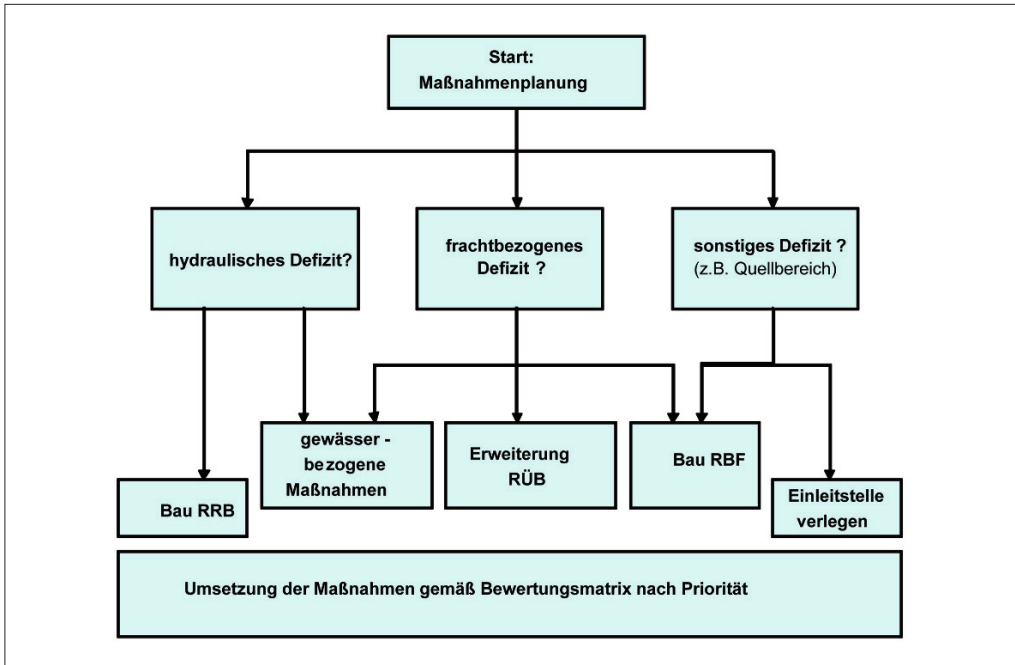 Start:
Maßnahmenplanung
hydraulisches Defizit?
frachtbezogenes
Defizit ?
sonstiges Defizit ?
(z.B. Quellbereich)
gewässer -
bezogene
Maßnahmen
Erweiterung
RÜB
Bau RBF
Bau RRB
Einleitstelle
verlegen
Umsetzung der Maßnahmen gemäß Bewertungsmatrix nach Priorität